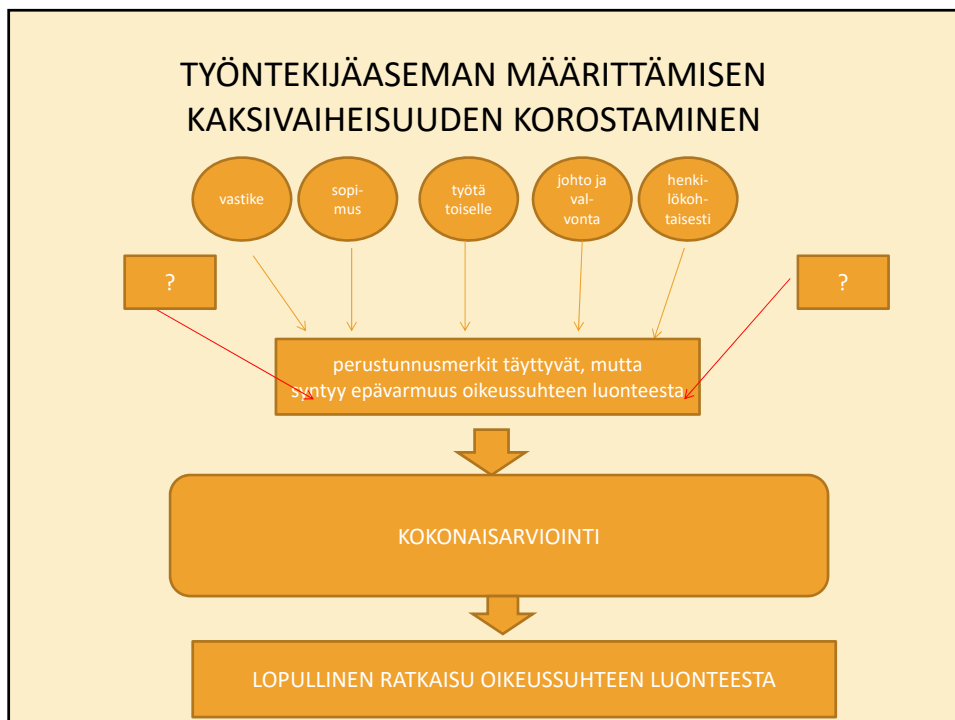 TYÖNTEKIJÄASEMAN MÄÄRITTÄMISEN
KAKSIVAIHEISUUDEN KOROSTAMINEN
vastike
sopi-
mus
työtä
toiselle
johto ja
val-
vonta
henki-
lökoh-
taisesti
?
?
perustunnusmerkit täyttyvät, mutta
syntyy epävarmuus oikeussuhteen luonteesta
KOKONAISARVIOINTI
LOPULLINEN RATKAISU OIKEUSSUHTEEN LUONTEESTA